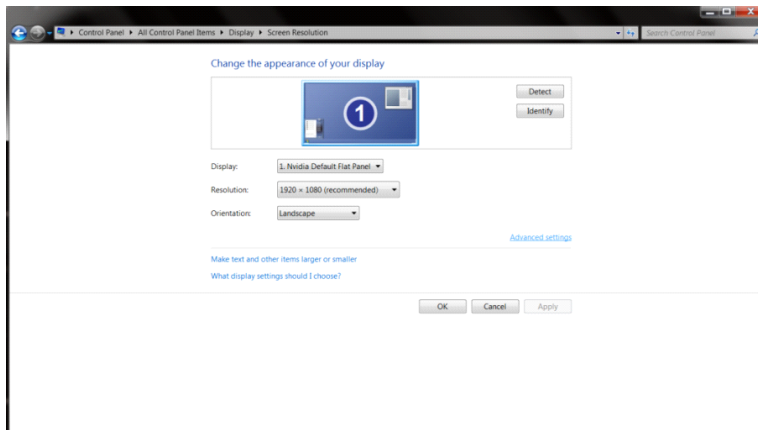 Control Panel ▸ All Control Panel Items ▸ Display ▸ Screen Resolution
Search Control Panel
Change the appearance of your display
1
Detect
Identify
Display: 1. Nvidia Default Flat Panel
Resolution: 1920 × 1080 (recommended)
Orientation: Landscape
Advanced settings
Make text and other items larger or smaller
What display settings should I choose?
OK Cancel Apply